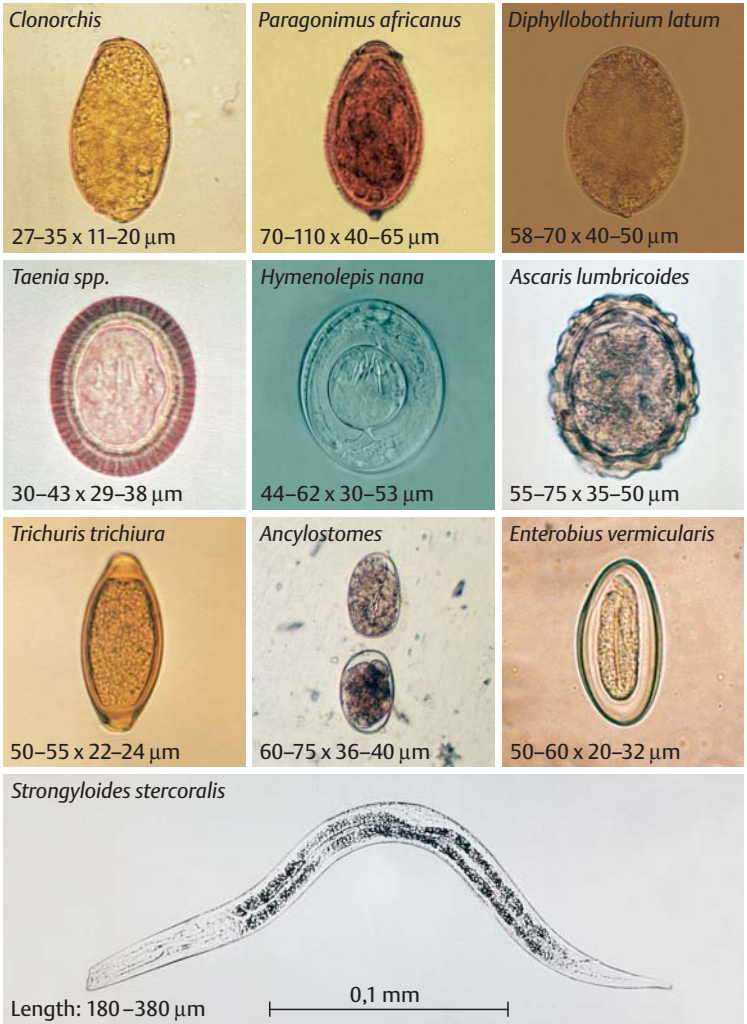 Clonorchis
27–35 x 11–20 μm
Paragonimus africanus
70–110 x 40–65 μm
Diphyllobothrium latum
58–70 x 40–50 μm
Taenia spp.
30–43 x 29–38 μm
Hymenolepis nana
44–62 x 30–53 μm
Ascaris lumbricoides
55–75 x 35–50 μm
Trichuris trichiura
50–55 x 22–24 μm
Ancylostomes
60–75 x 36–40 μm
Enterobius vermicularis
50–60 x 20–32 μm
Strongyloides stercoralis
Length: 180–380 μm
0,1 mm